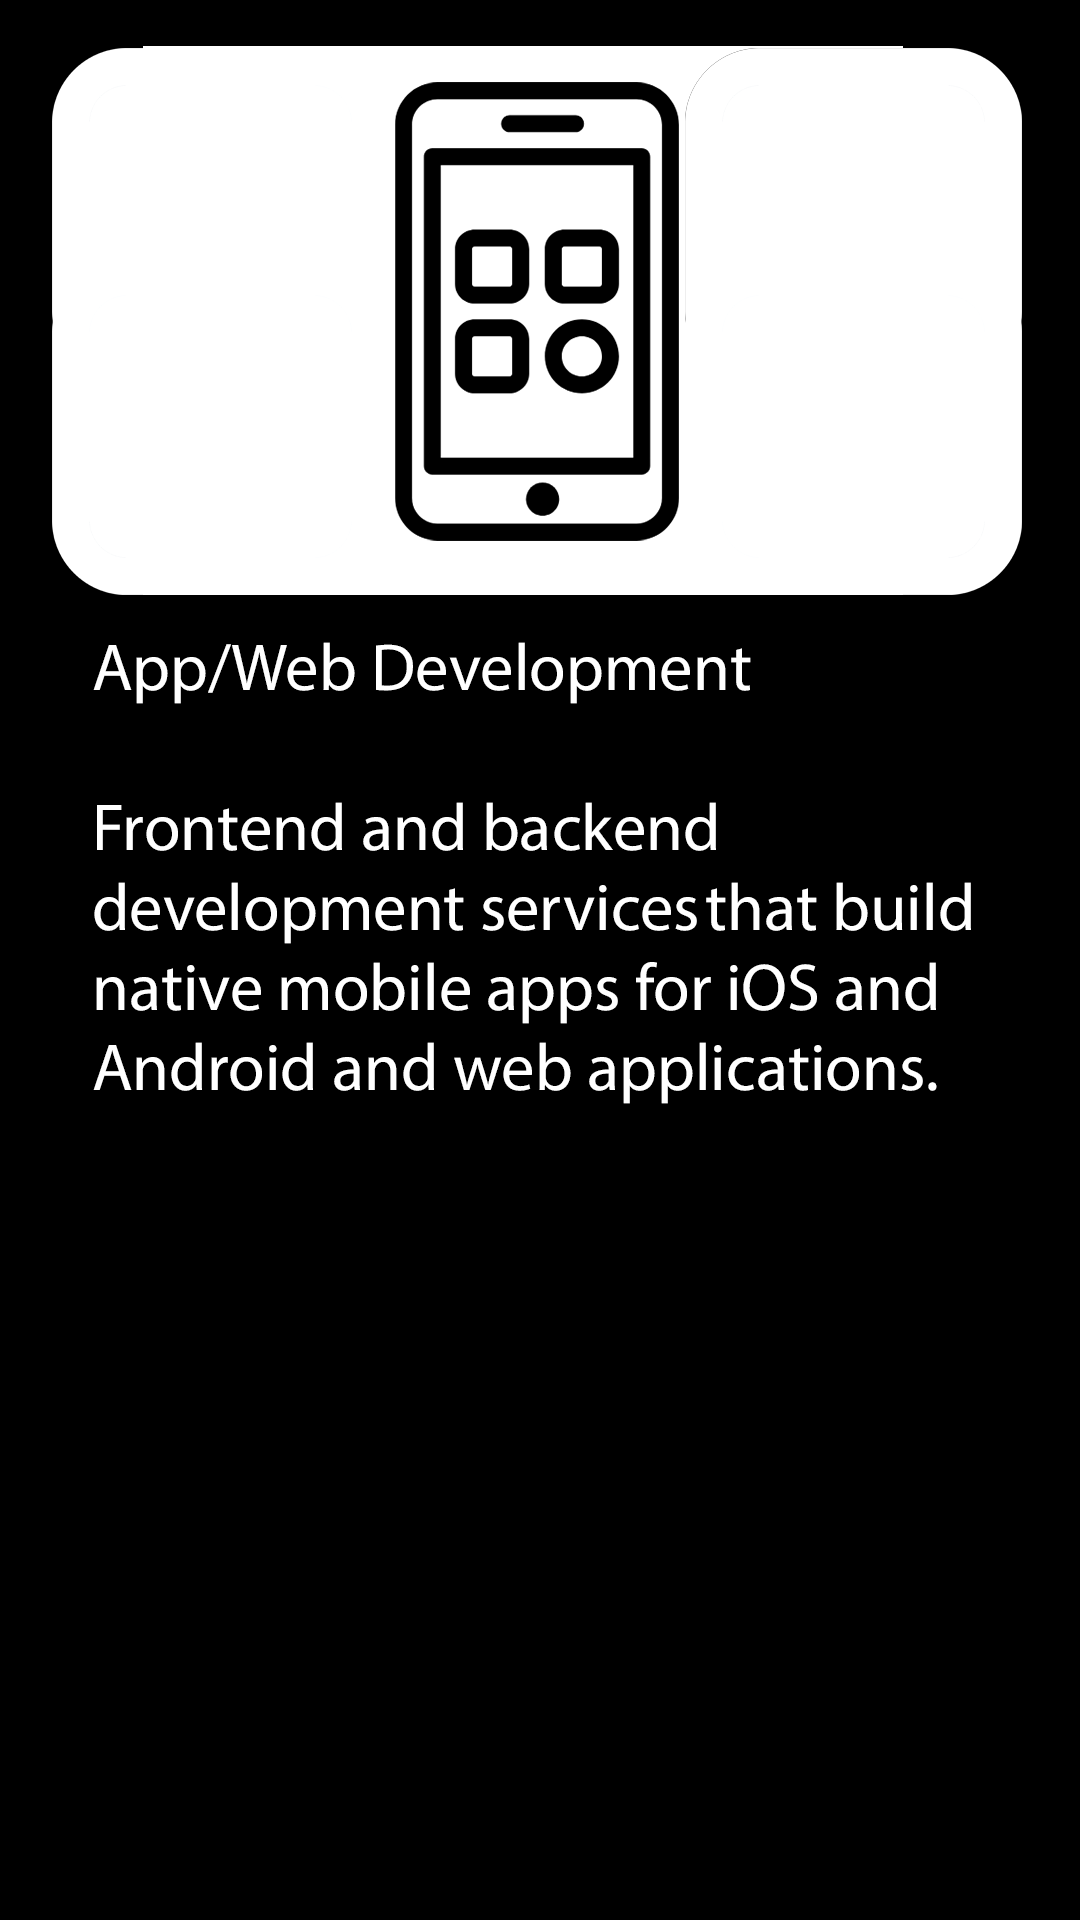 App/Web Development
Frontend and backend
development services that build
native mobile apps for iOS and
Android and web applications.